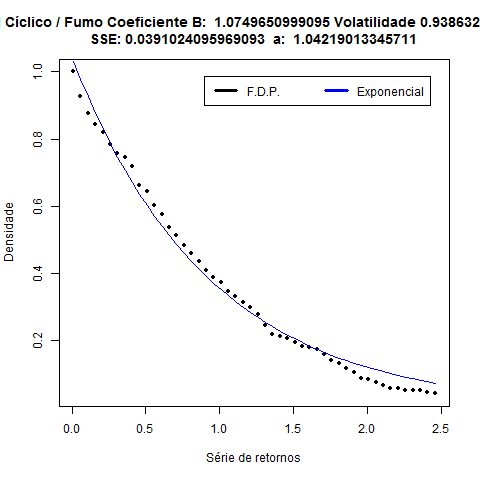 Cíclico / Fumo Coeficiente B:  1.0749650999095 Volatilidade 0.938632
SSE: 0.0391024095969093  a:  1.04219013345711
F.D.P.
Exponencial
Densidade
1.0
0.8
0.6
0.4
0.2
0.0
0.5
1.0
1.5
2.0
2.5
Série de retornos